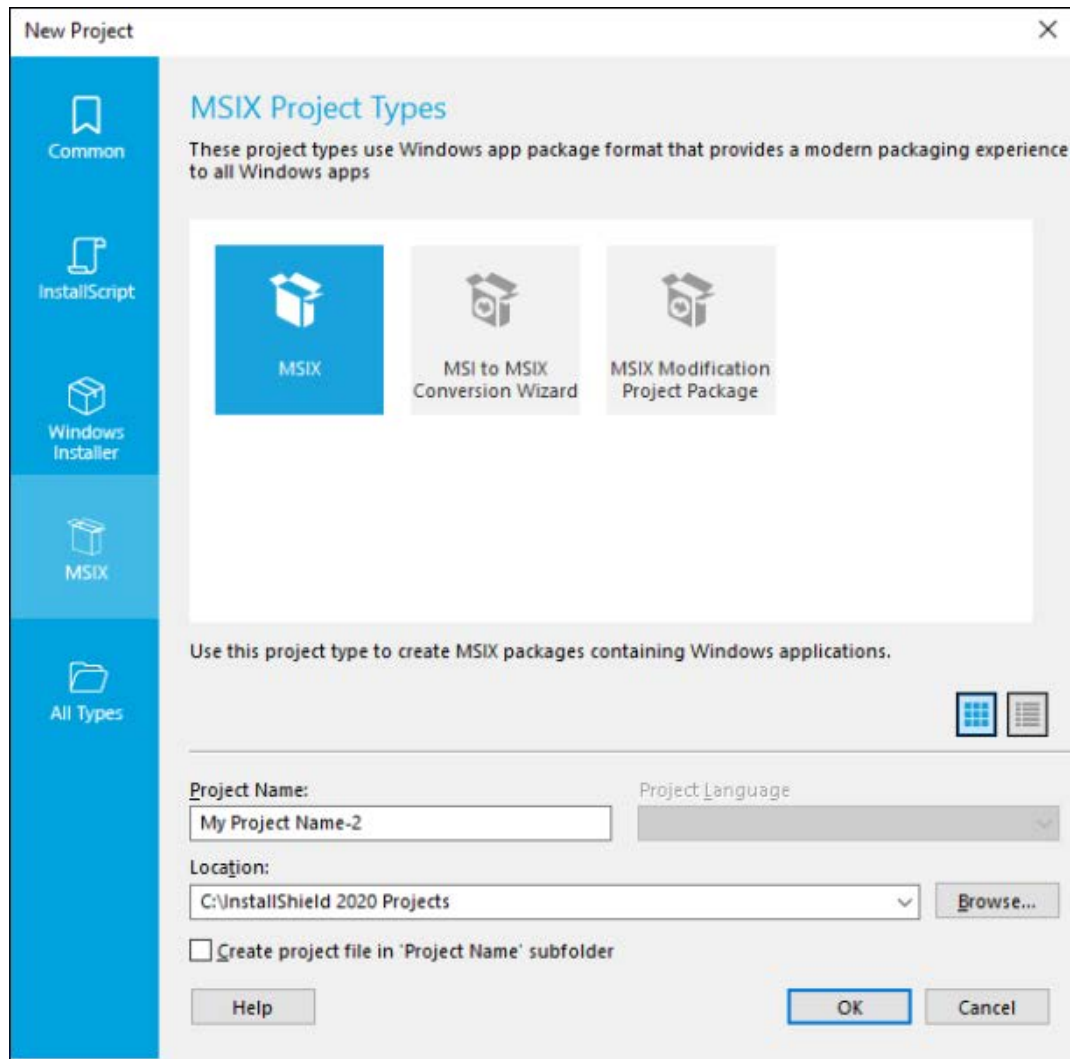 New Project
Common
InstallScript
Windows
Installer
MSIX
All Types
MSIX Project Types
These project types use Windows app package format that provides a modern packaging experience
to all Windows apps
MSIX
MSI to MSIX
Conversion Wizard
MSIX Modification
Project Package
Use this project type to create MSIX packages containing Windows applications.
Project Name:
My Project Name-2
Project Language
Location:
C:\InstallShield 2020 Projects
Browse...
Create project file in 'Project Name' subfolder
Help
OK
Cancel